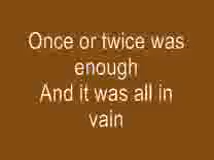 Once or twice was
enough
And it was all in
vain